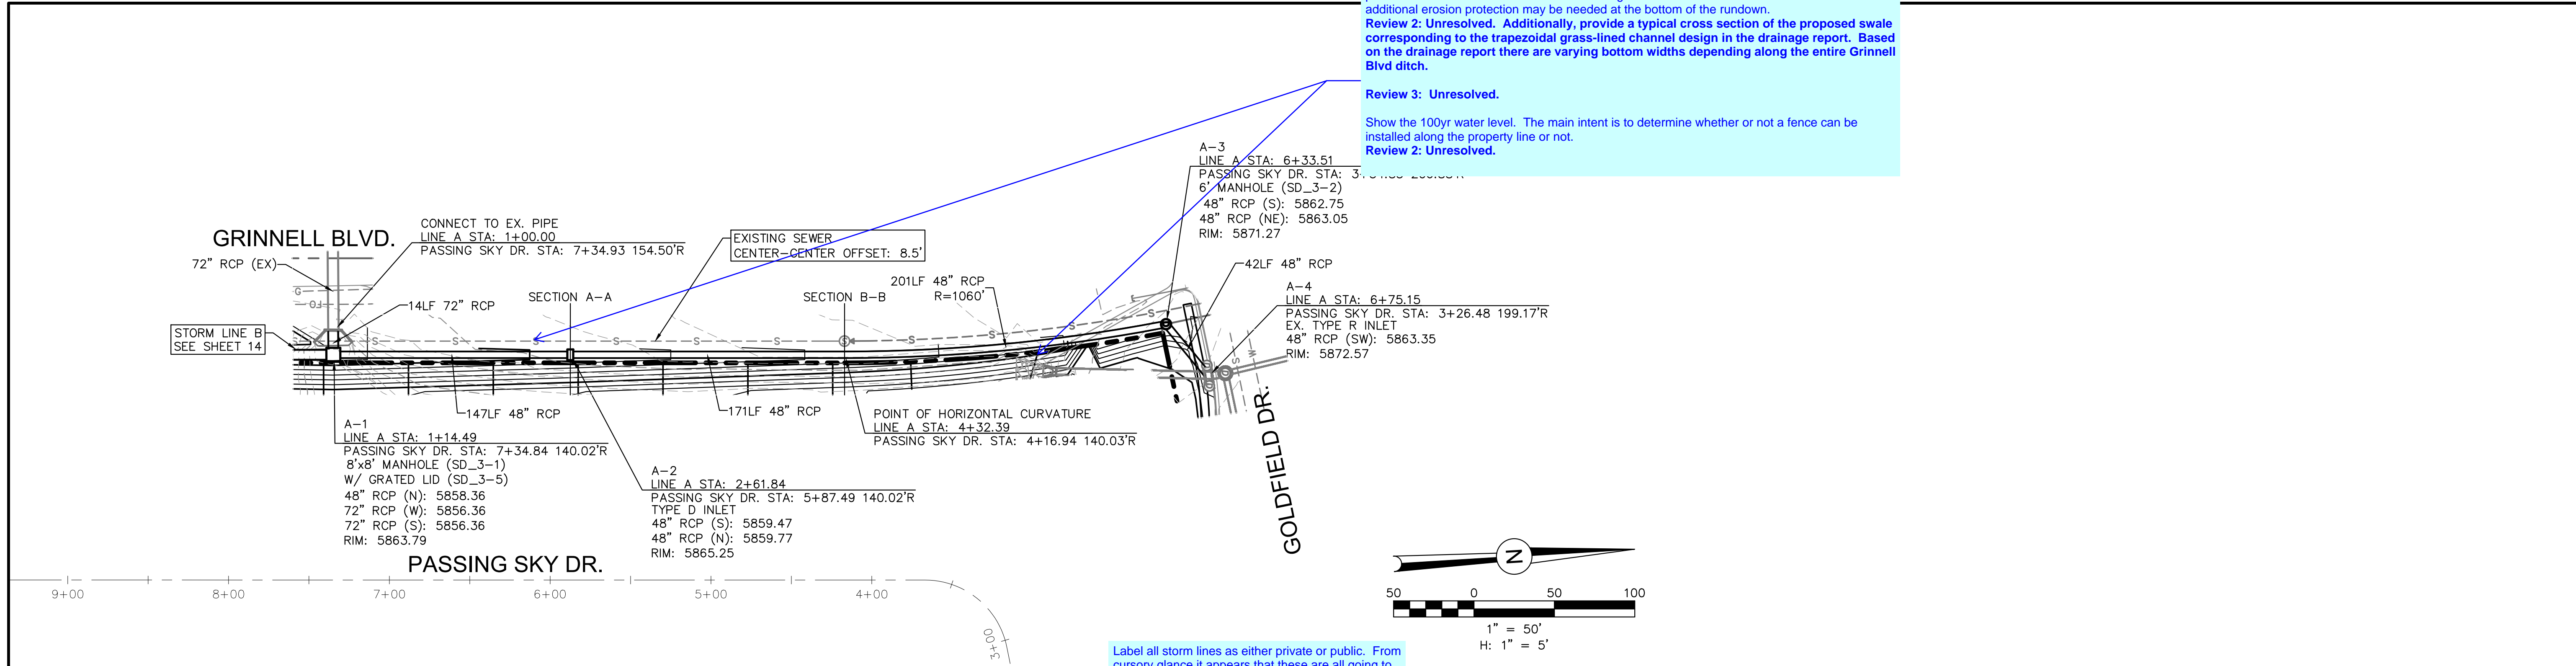 additional erosion protection may be needed at the bottom of the rundown.
Review 2: Unresolved. Additionally, provide a typical cross section of the proposed swale
corresponding to the trapezoidal grass-lined channel design in the drainage report. Based
on the drainage report there are varying bottom widths depending along the entire Grinnell
Blvd ditch.
Review 3: Unresolved.
Show the 100yr water level. The main intent is to determine whether or not a fence can be
installed along the property line or not.
Review 2: Unresolved.
A-3
LINE A STA: 6+33.51
PASSING SKY DR. STA:
6' MANHOLE (SD_3-2)
48" RCP (S): 5862.75
48" RCP (NE): 5863.05
RIM: 5871.27
GRINNELL BLVD.
72" RCP (EX)
CONNECT TO EX. PIPE
LINE A STA: 1+00.00
PASSING SKY DR. STA: 7+34.93 154.50'R
EXISTING SEWER
CENTER-CENTER OFFSET: 8.5'
14LF 72" RCP
SECTION A-A
SECTION B-B
201LF 48" RCP
R=1060'
42LF 48" RCP
A-4
LINE A STA: 6+75.15
PASSING SKY DR. STA: 3+26.48 199.17'R
EX. TYPE R INLET
48" RCP (SW): 5863.35
RIM: 5872.57
STORM LINE B
SEE SHEET 14
G
FO
S
S
S
S
S
S
S
S
S
S
S
S
W
D
147LF 48" RCP
171LF 48" RCP
POINT OF HORIZONTAL CURVATURE
LINE A STA: 4+32.39
PASSING SKY DR. STA: 4+16.94 140.03'R
A-1
LINE A STA: 1+14.49
PASSING SKY DR. STA: 7+34.84 140.02'R
8'x8' MANHOLE (SD_3-1)
W/ GRATED LID (SD_3-5)
48" RCP (N): 5858.36
72" RCP (W): 5856.36
72" RCP (S): 5856.36
RIM: 5863.79
A-2
LINE A STA: 2+61.84
PASSING SKY DR. STA: 5+87.49 140.02'R
TYPE D INLET
48" RCP (S): 5859.47
48" RCP (N): 5859.77
RIM: 5865.25
GOLDFIELD DR.
PASSING SKY DR.
9+00 8+00 7+00 6+00 5+00 4+00
3+00
N
50 0 50 100
1" = 50'
H: 1" = 5'
Label all storm lines as either private or public. From
cursory glance it appears that these are all going to